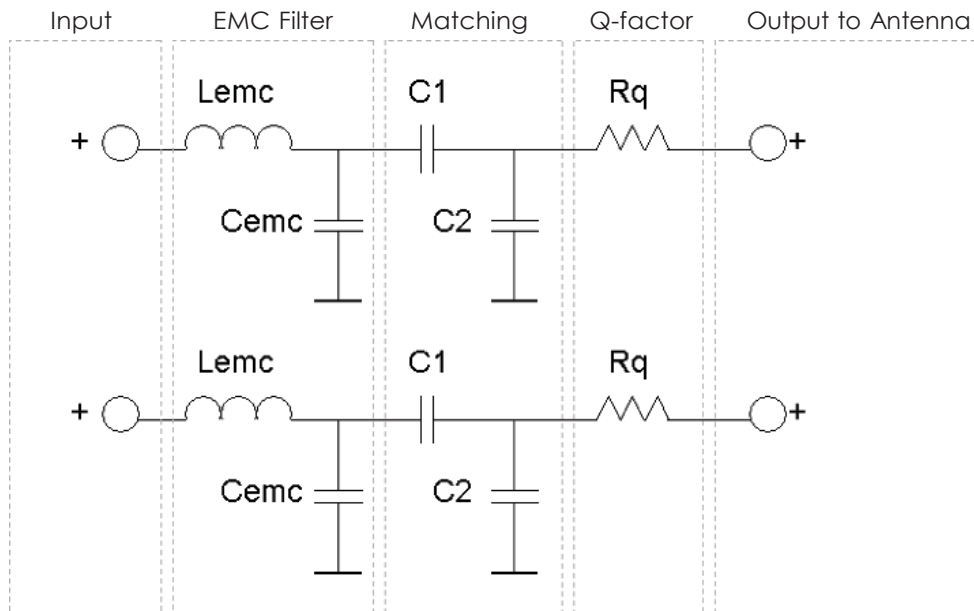 Input EMC Filter Matching Q-factor Output to Antenna
Lemc C1 Rq
+ +
Cemc C2
Lemc C1 Rq
+ +
Cemc C2